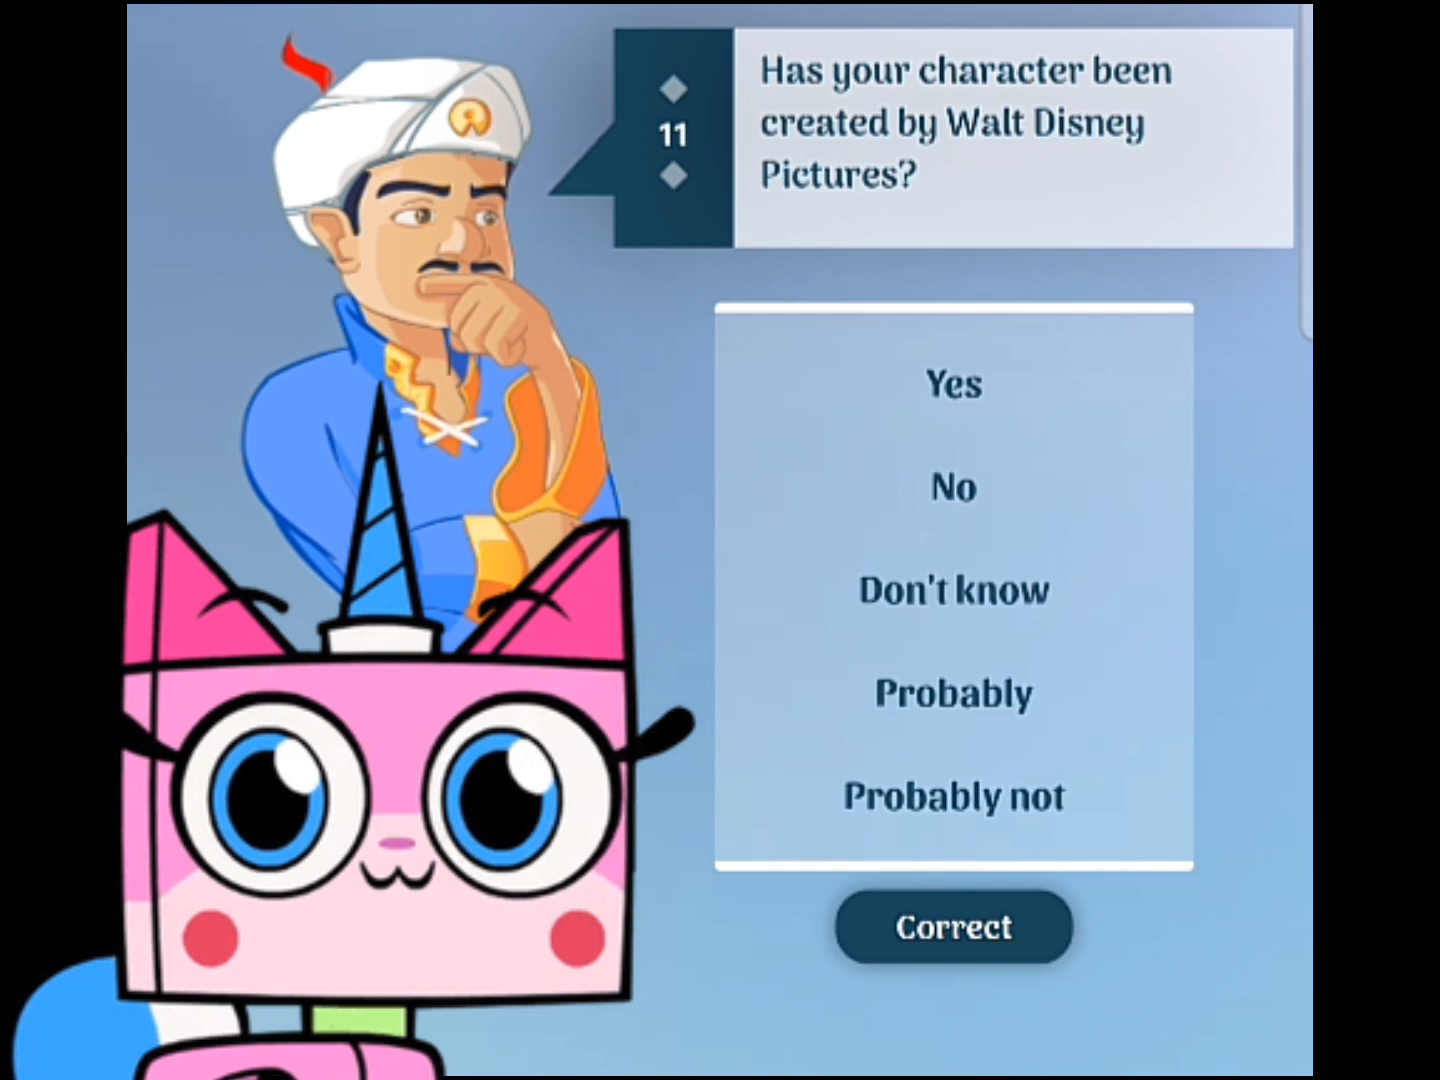 11
Has your character been
created by Walt Disney
Pictures?
Yes
No
Don't know
Probably
Probably not
Correct